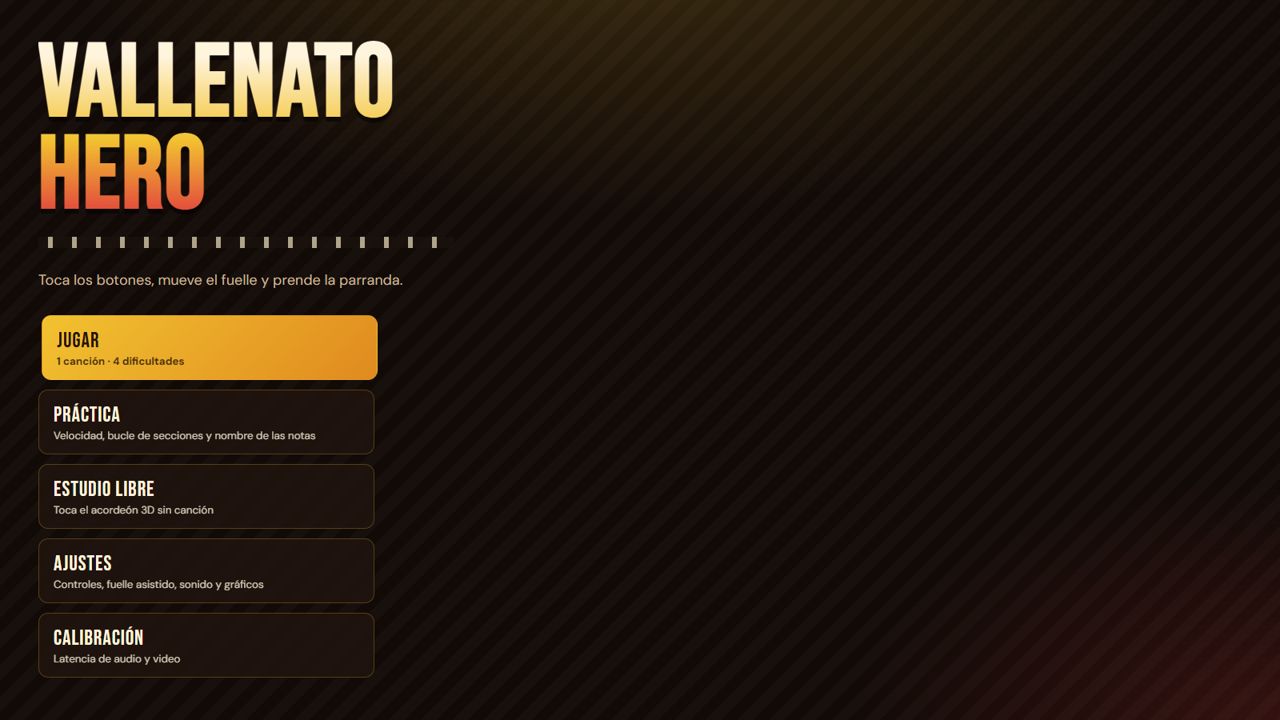 VALLENATO
HERO
Toca los botones, mueve el fuelle y prende la parranda.
JUGAR
1 canción · 4 dificultades
PRÁCTICA
Velocidad, bucle de secciones y nombre de las notas
ESTUDIO LIBRE
Toca el acordeón 3D sin canción
AJUSTES
Controles, fuelle asistido, sonido y gráficos
CALIBRACIÓN
Latencia de audio y video